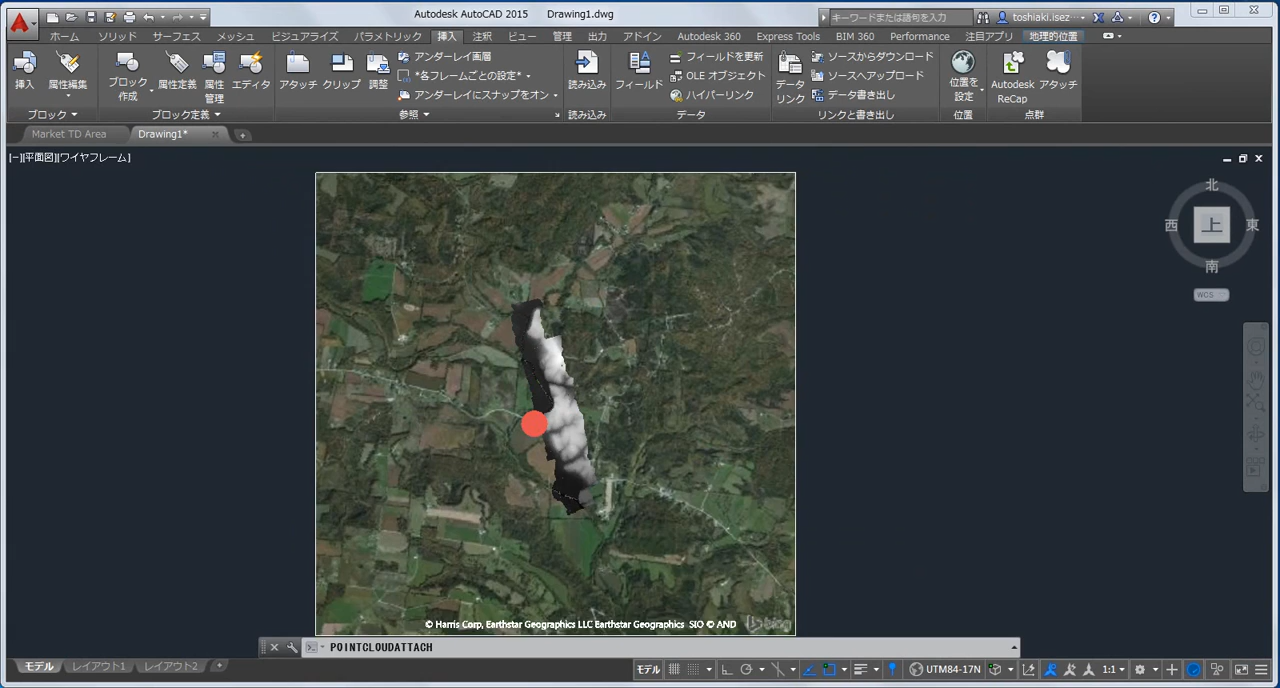 Autodesk AutoCAD 2015 Drawing1.dwg
キーワードまたは語句を入力
toshiaki.isez...
ホーム ソリッド サーフェス メッシュ ビジュアライズ パラメトリック 挿入 注釈 ビュー 管理 出力 アドイン Autodesk 360 Express Tools BIM 360 Performance 注目アプリ 地理的位置
挿入
属性編集
ブロック
ブロック作成
属性定義
属性管理
エディタ
ブロック定義
アタッチ
クリップ
調整
アンダーレイ画層
*各フレームごとの設定*
アンダーレイにスナップをオン
参照
読み込み
読み込み
フィールド
フィールドを更新
OLE オブジェクト
ハイパーリンク
データ
データリンク
ソースからダウンロード
ソースへアップロード
データ書き出し
リンクと書き出し
位置を設定
位置
Autodesk ReCap
アタッチ
点群
Market TD Area Drawing1*
[−][平面図][ワイヤフレーム]
北
西 上 東
南
WCS
© Harris Corp, Earthstar Geographics LLC Earthstar Geographics SIO © AND
bing
POINTCLOUDATTACH
モデル レイアウト1 レイアウト2 +
モデル UTM84-17N 1:1